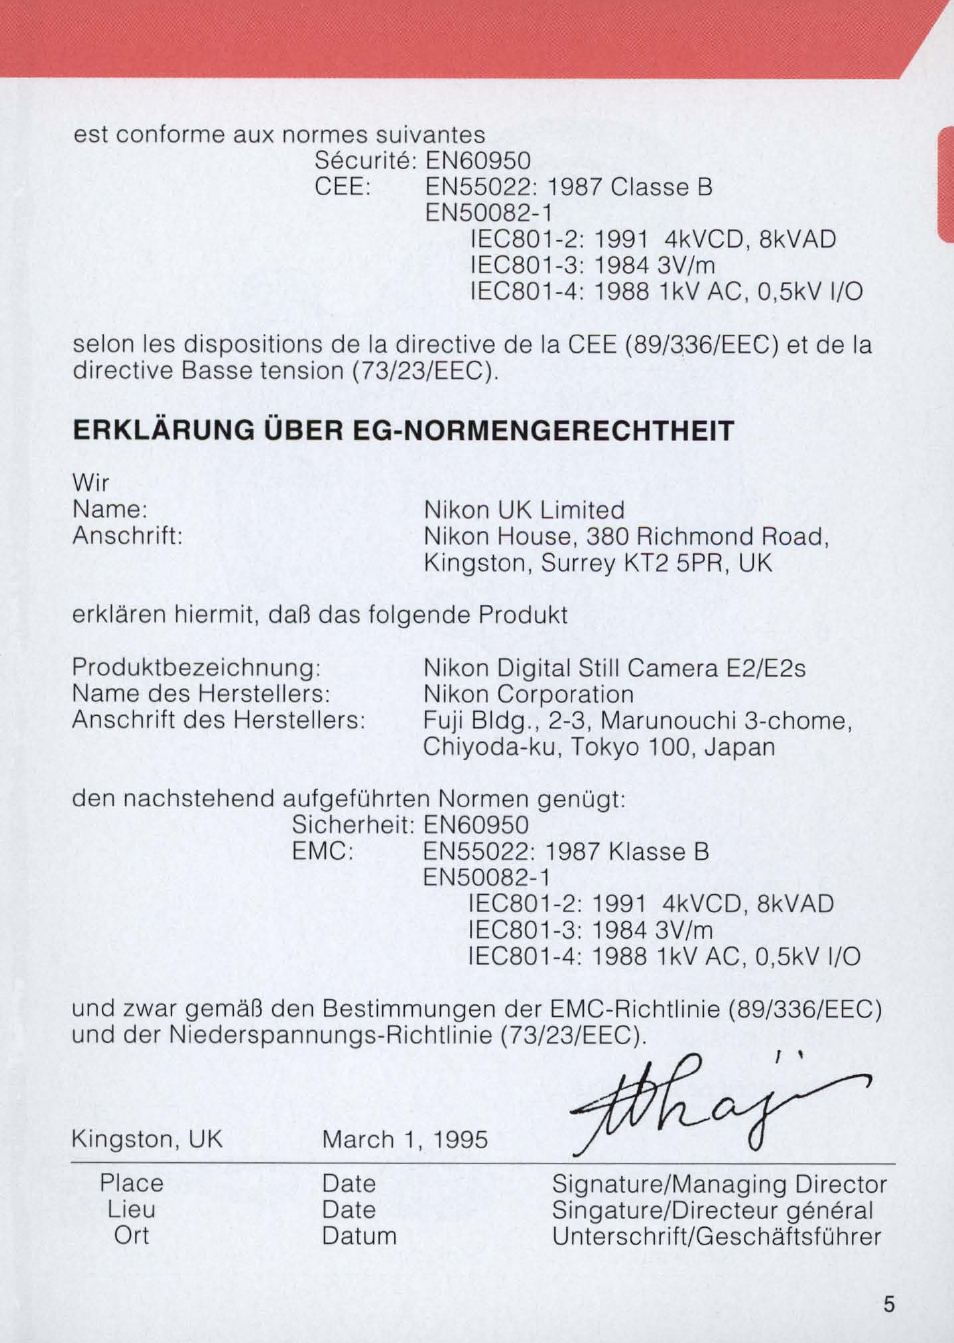 est conforme aux normes suivantes
Sécurité: EN60950
CEE: EN55022: 1987 Classe B
EN50082-1
IEC801-2: 1991 4kVCD, 8kVAD
IEC801-3: 1984 3V/m
IEC801-4: 1988 1kV AC, 0,5kV I/O
selon les dispositions de la directive de la CEE (89/336/EEC) et de la
directive Basse tension (73/23/EEC).
ERKLÄRUNG ÜBER EG-NORMENGERECHTHEIT
Wir
Name: Nikon UK Limited
Anschrift: Nikon House, 380 Richmond Road,
Kingston, Surrey KT2 5PR, UK
erklären hiermit, daß das folgende Produkt
Produktbezeichnung: Nikon Digital Still Camera E2/E2s
Name des Herstellers: Nikon Corporation
Anschrift des Herstellers: Fuji Bldg., 2-3, Marunouchi 3-chome,
Chiyoda-ku, Tokyo 100, Japan
den nachstehend aufgeführten Normen genügt:
Sicherheit: EN60950
EMC: EN55022: 1987 Klasse B
EN50082-1
IEC801-2: 1991 4kVCD, 8kVAD
IEC801-3: 1984 3V/m
IEC801-4: 1988 1kV AC, 0,5kV I/O
und zwar gemäß den Bestimmungen der EMC-Richtlinie (89/336/EEC)
und der Niederspannungs-Richtlinie (73/23/EEC).
Kingston, UK March 1, 1995
Place Date Signature/Managing Director
Lieu Date Singature/Directeur général
Ort Datum Unterschrift/Geschäftsführer
5